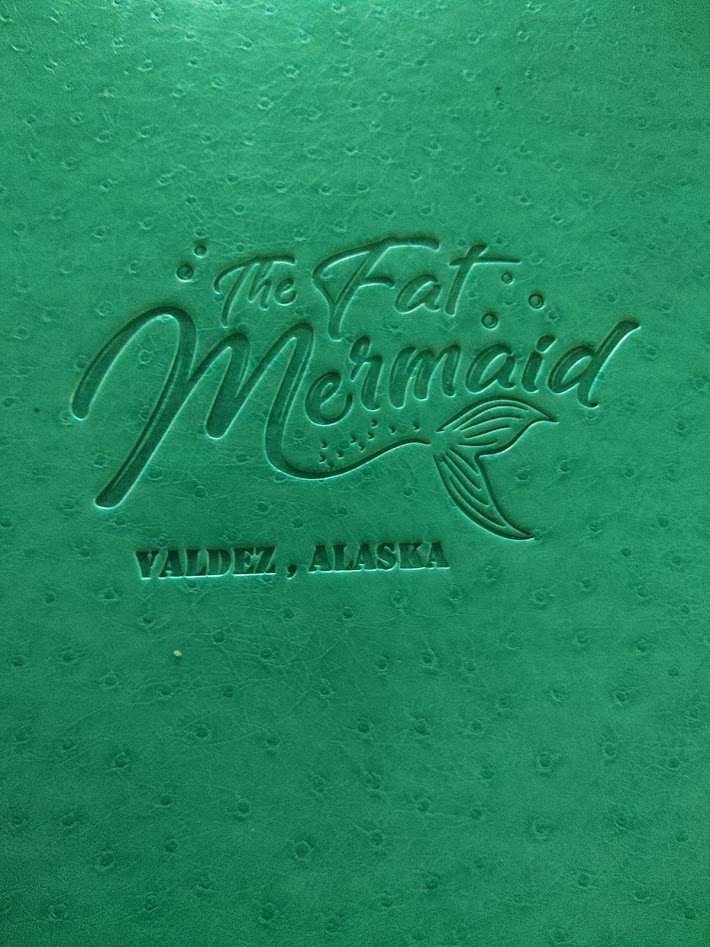 The Fat
Mermaid
VALDEZ, ALASKA